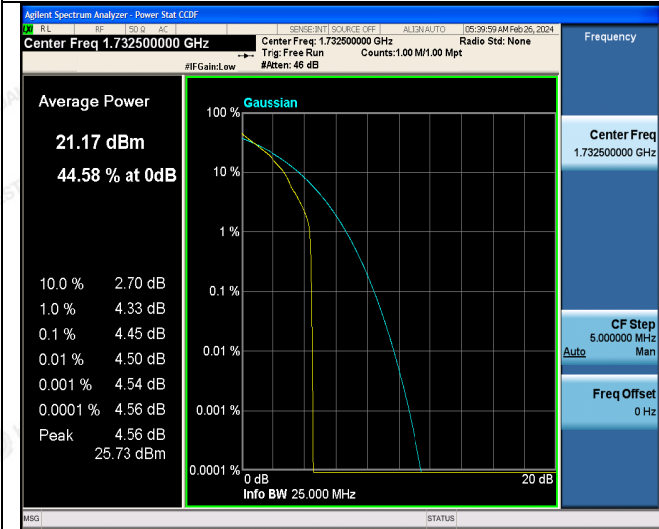 Agilent Spectrum Analyzer - Power Stat CCDF
RL RF 50 Ω AC SENSE:INT SOURCE OFF ALIGNAUTO 05:39:59 AM Feb 26, 2024
Center Freq 1.732500000 GHz
Center Freq: 1.732500000 GHz Radio Std: None
Trig: Free Run Counts:1.00 M/1.00 Mpt
#IFGain:Low #Atten: 46 dB
Frequency
Average Power
21.17 dBm
44.58 % at 0dB
10.0 % 2.70 dB
1.0 % 4.33 dB
0.1 % 4.45 dB
0.01 % 4.50 dB
0.001 % 4.54 dB
0.0001 % 4.56 dB
Peak 4.56 dB
25.73 dBm
Gaussian
100 %
10 %
1 %
0.1 %
0.01 %
0.001 %
0.0001 %
0 dB 20 dB
Info BW 25.000 MHz
Center Freq
1.732500000 GHz
CF Step
5.000000 MHz
Auto Man
Freq Offset
0 Hz
MSG STATUS